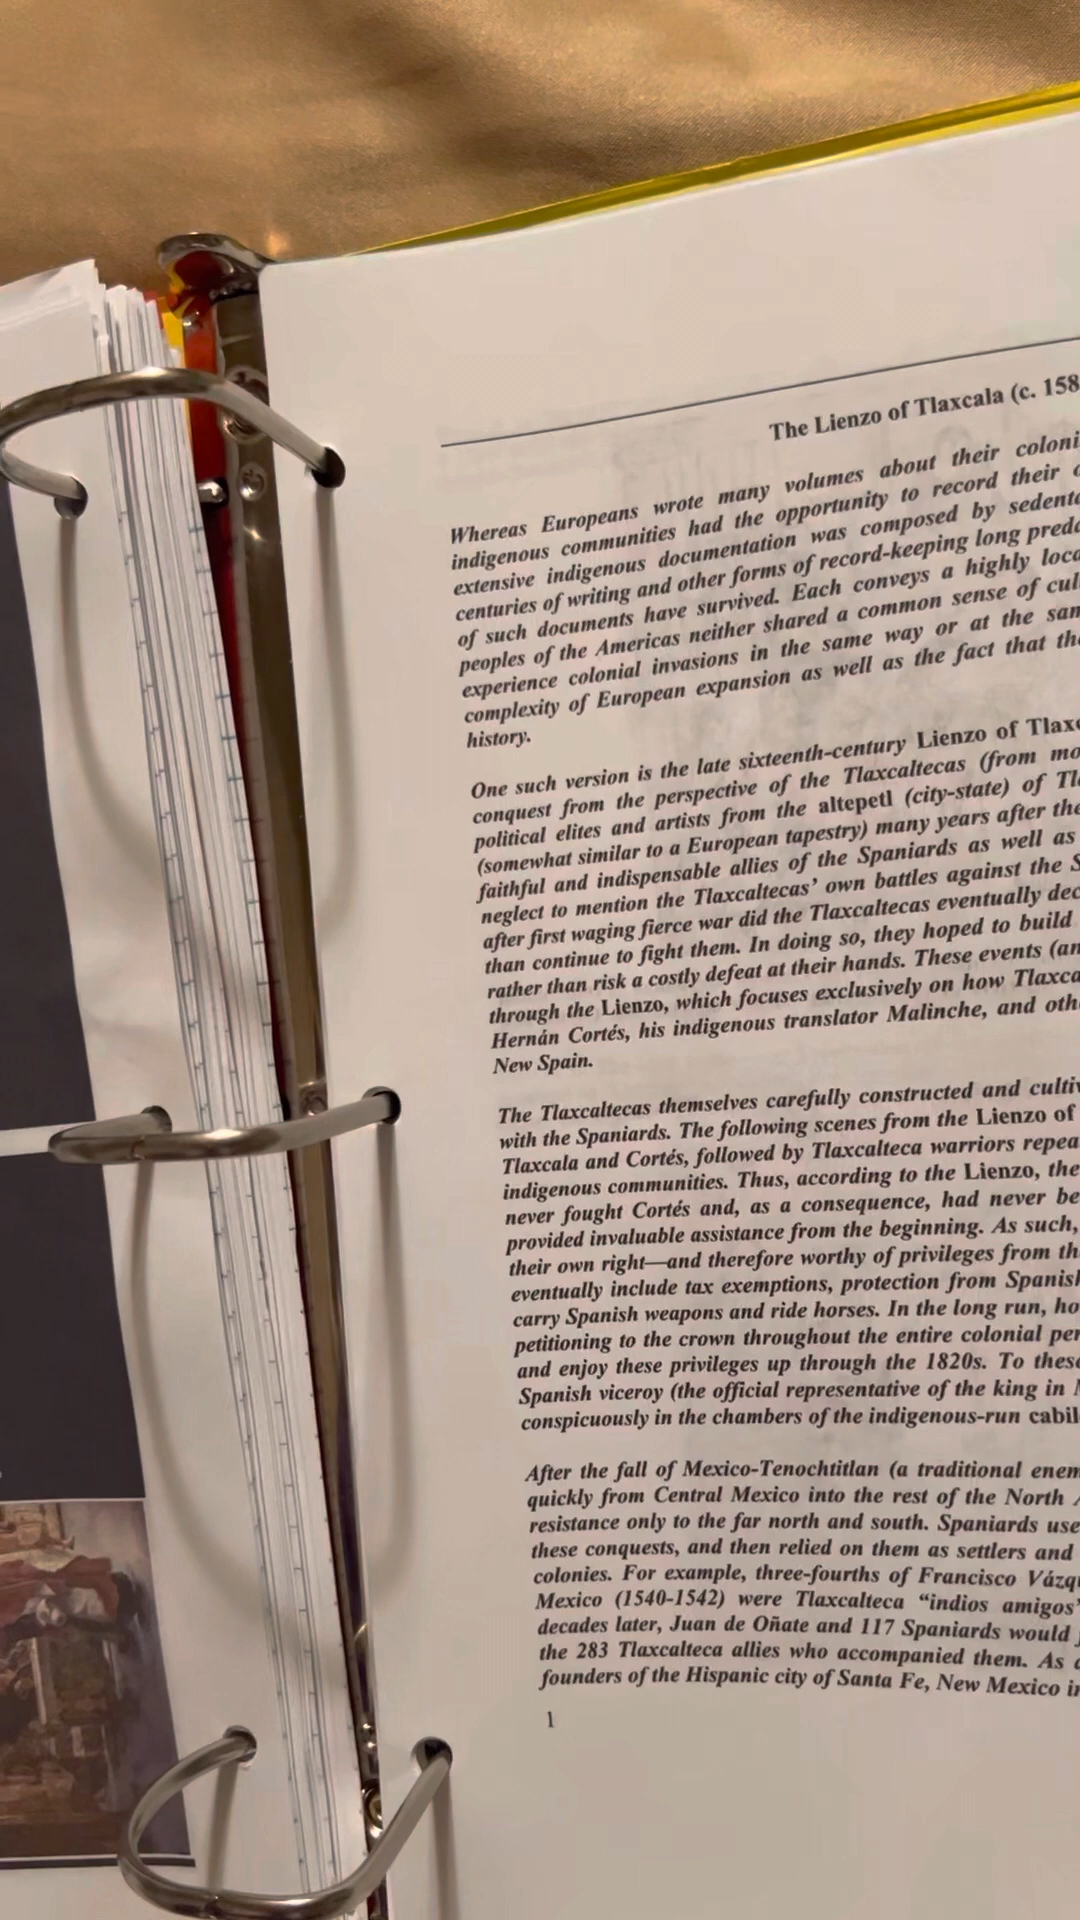 The Lienzo of Tlaxcala (c. 158
Whereas Europeans wrote many volumes about their coloni
indigenous communities had the opportunity to record their
extensive indigenous documentation was composed by sedent
centuries of writing and other forms of record-keeping long pred
of such documents have survived. Each conveys a highly loca
peoples of the Americas neither shared a common sense of cul
experience colonial invasions in the same way or at the san
complexity of European expansion as well as the fact that the
history.
One such version is the late sixteenth-century Lienzo of Tlax
conquest from the perspective of the Tlaxcaltecas (from mo
political elites and artists from the altepetl (city-state) of Tl
(somewhat similar to a European tapestry) many years after the
faithful and indispensable allies of the Spaniards as well as
neglect to mention the Tlaxcaltecas’ own battles against the S
after first waging fierce war did the Tlaxcaltecas eventually dec
than continue to fight them. In doing so, they hoped to build
rather than risk a costly defeat at their hands. These events (an
through the Lienzo, which focuses exclusively on how Tlaxca
Hernán Cortés, his indigenous translator Malinche, and oth
New Spain.
The Tlaxcaltecas themselves carefully constructed and cultiv
with the Spaniards. The following scenes from the Lienzo of
Tlaxcala and Cortés, followed by Tlaxcalteca warriors repea
indigenous communities. Thus, according to the Lienzo, the
never fought Cortés and, as a consequence, had never be
provided invaluable assistance from the beginning. As such,
their own right—and therefore worthy of privileges from th
eventually include tax exemptions, protection from Spanish
carry Spanish weapons and ride horses. In the long run, ho
petitioning to the crown throughout the entire colonial per
and enjoy these privileges up through the 1820s. To these
Spanish viceroy (the official representative of the king in
conspicuously in the chambers of the indigenous-run cabil
After the fall of Mexico-Tenochtitlan (a traditional enem
quickly from Central Mexico into the rest of the North
resistance only to the far north and south. Spaniards use
these conquests, and then relied on them as settlers and
colonies. For example, three-fourths of Francisco Vázq
Mexico (1540-1542) were Tlaxcalteca “indios amigos”
decades later, Juan de Oñate and 117 Spaniards would
the 283 Tlaxcalteca allies who accompanied them. As
founders of the Hispanic city of Santa Fe, New Mexico in
1